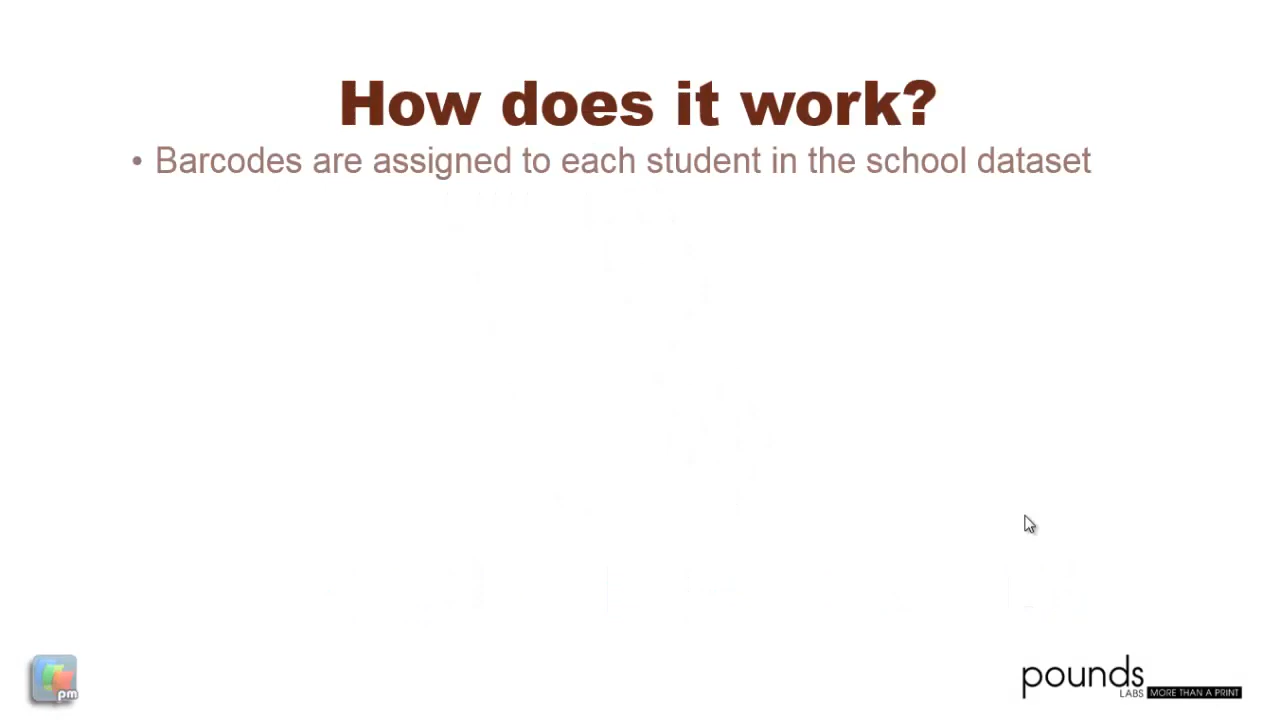 How does it work?
• Barcodes are assigned to each student in the school dataset
pm
pounds
LABS MORE THAN A PRINT